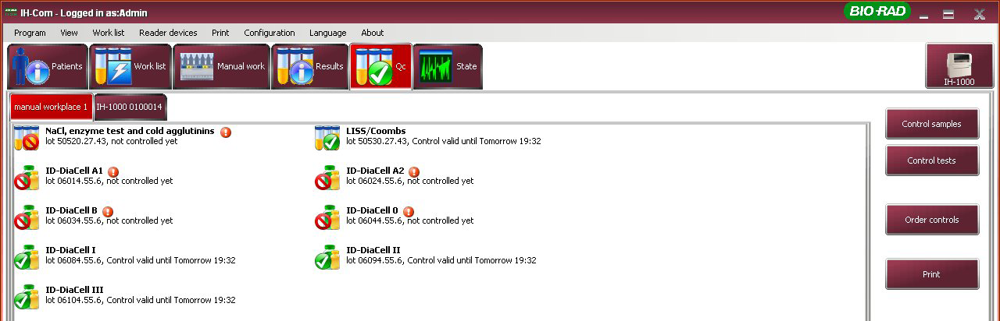 IH-Com - Logged in as:Admin
BIO-RAD
Program View Work list Reader devices Print Configuration Language About
Patients Work list Manual work Results Qc State
IH-1000
manual workplace 1 IH-1000 0100014
NaCl, enzyme test and cold agglutinins
lot 50520.27.43, not controlled yet
LISS/Coombs
lot 50530.27.43, Control valid until Tomorrow 19:32
ID-DiaCell A1
lot 06014.55.6, not controlled yet
ID-DiaCell A2
lot 06024.55.6, not controlled yet
ID-DiaCell B
lot 06034.55.6, not controlled yet
ID-DiaCell 0
lot 06044.55.6, not controlled yet
ID-DiaCell I
lot 06084.55.6, Control valid until Tomorrow 19:32
ID-DiaCell II
lot 06094.55.6, Control valid until Tomorrow 19:32
ID-DiaCell III
lot 06104.55.6, Control valid until Tomorrow 19:32
Control samples
Control tests
Order controls
Print